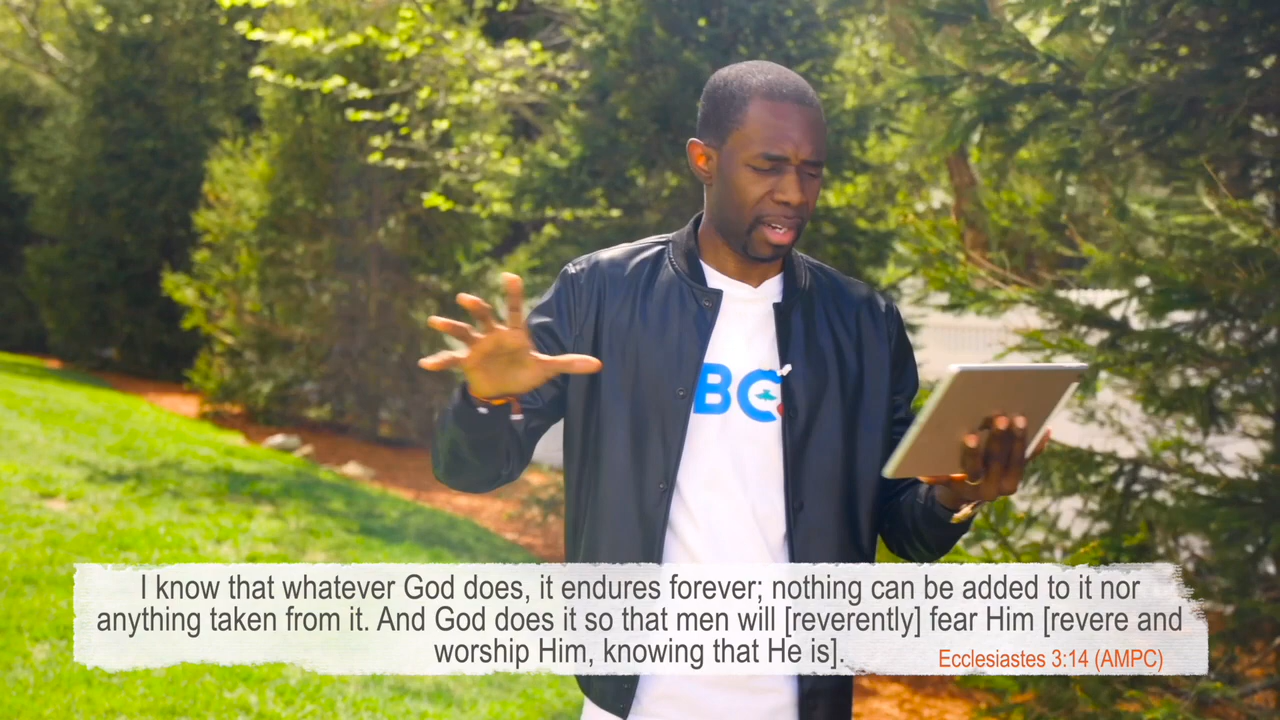 BC
I know that whatever God does, it endures forever; nothing can be added to it nor
anything taken from it. And God does it so that men will [reverently] fear Him [revere and
worship Him, knowing that He is].
Ecclesiastes 3:14 (AMPC)